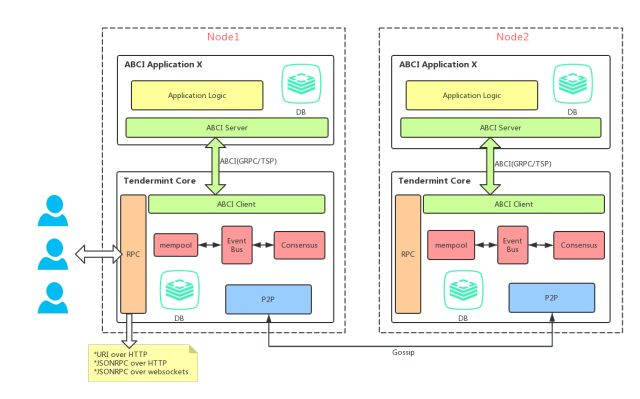 Node1
ABCI Application X
Application Logic
DB
ABCI Server
ABCI(GRPC/TSP)
Tendermint Core
ABCI Client
RPC
mempool
Event
Bus
Consensus
DB
P2P
*URI over HTTP
*JSONRPC over HTTP
*JSONRPC over websockets
Node2
ABCI Application X
Application Logic
DB
ABCI Server
ABCI(GRPC/TSP)
Tendermint Core
ABCI Client
RPC
mempool
Event
Bus
Consensus
DB
P2P
Gossip